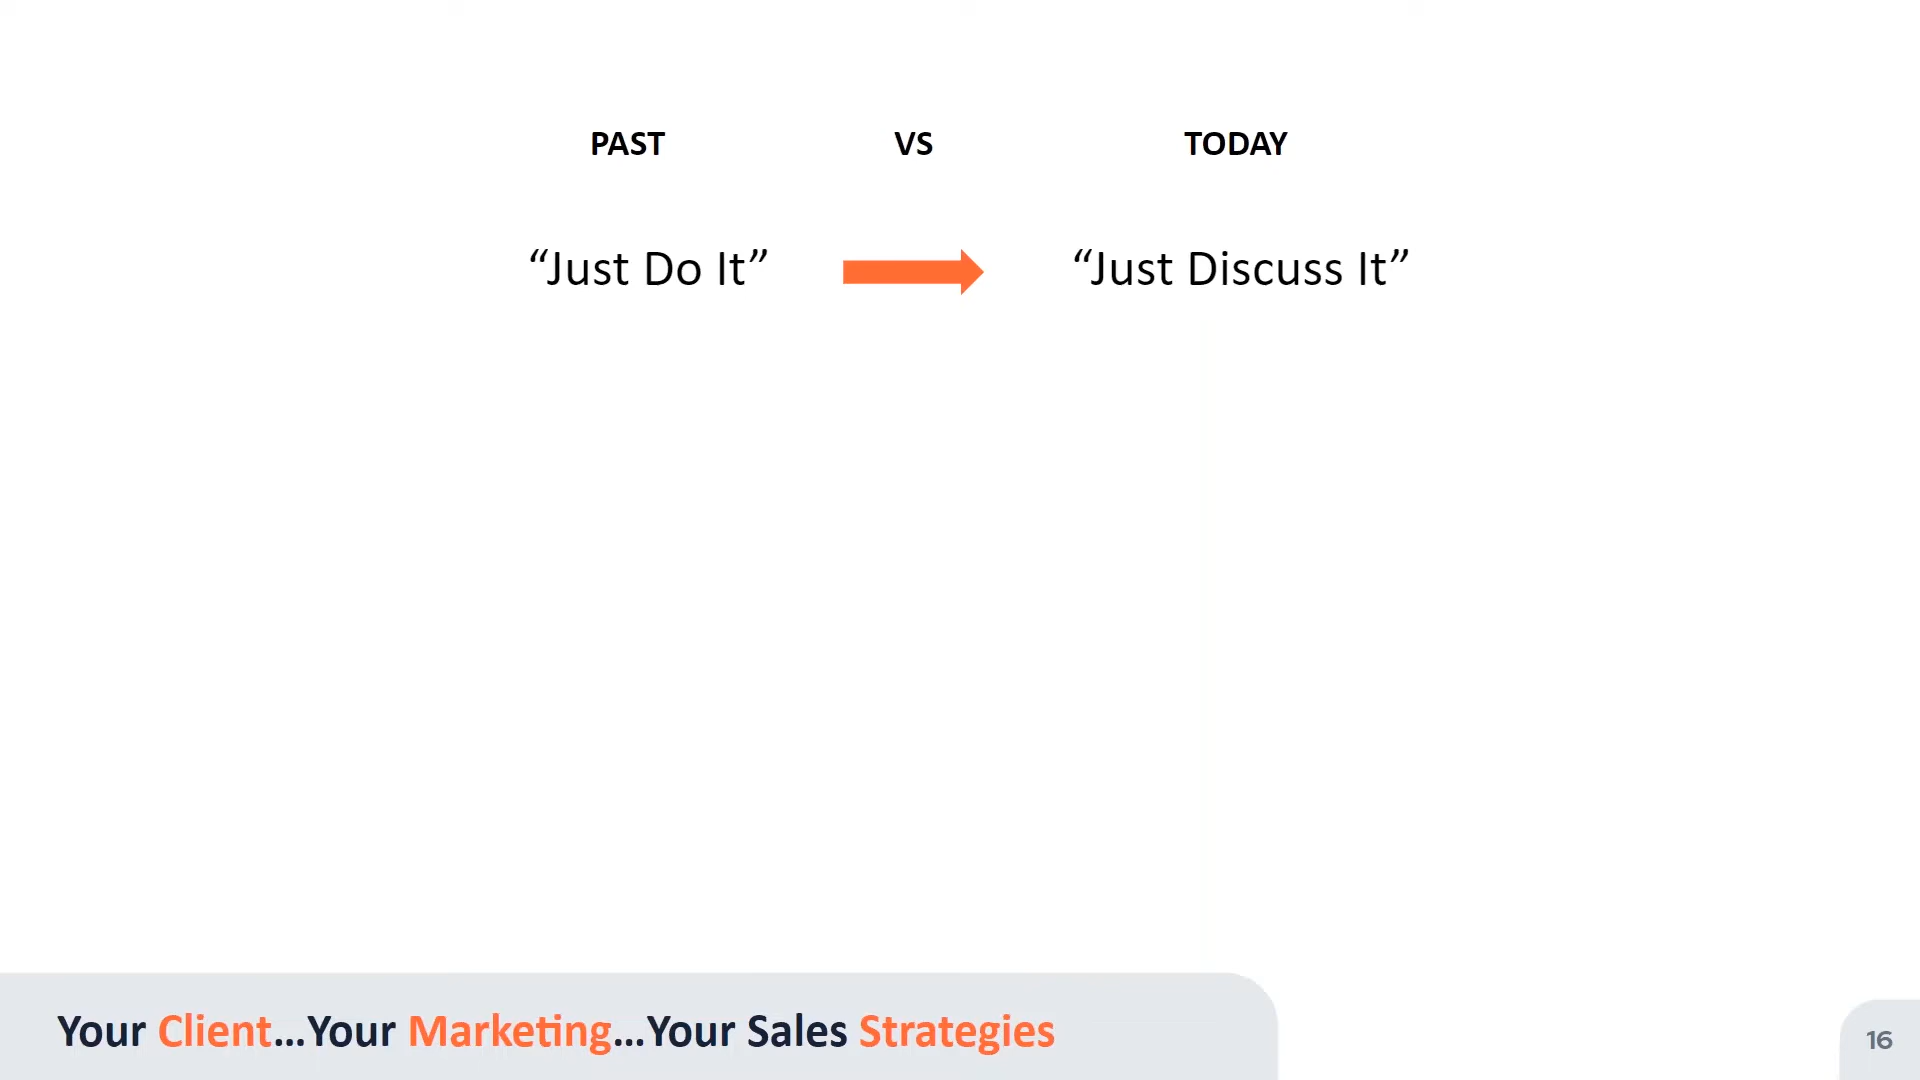 PAST VS TODAY
“Just Do It” “Just Discuss It”
Your Client...Your Marketing...Your Sales Strategies
16